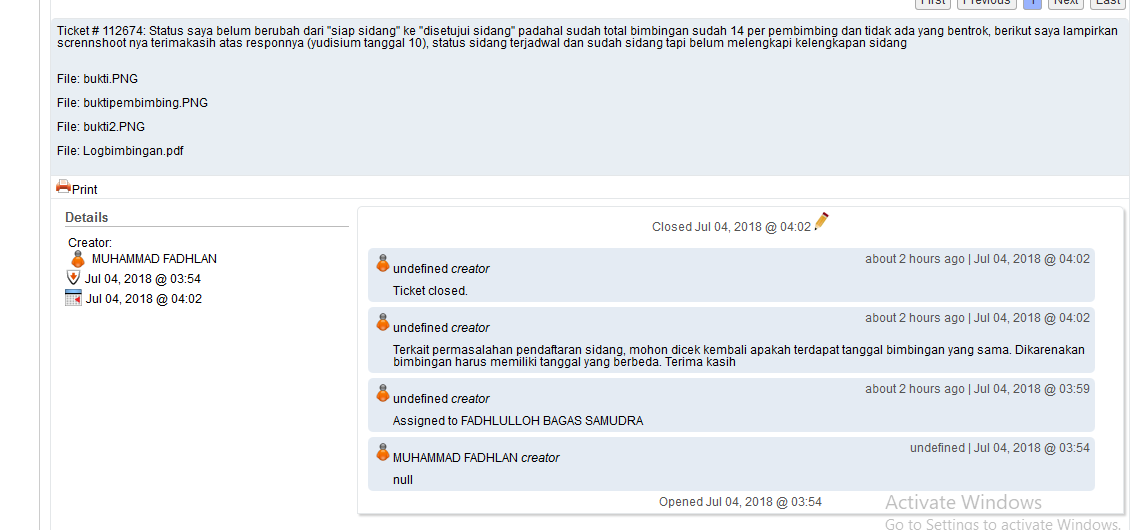 First Previous 1 Next Last
Ticket # 112674: Status saya belum berubah dari "siap sidang" ke "disetujui sidang" padahal sudah total bimbingan sudah 14 per pembimbing dan tidak ada yang bentrok, berikut saya lampirkan
scrennshoot nya terimakasih atas responnya (yudisium tanggal 10), status sidang terjadwal dan sudah sidang tapi belum melengkapi kelengkapan sidang
File: bukti.PNG
File: buktipembimbing.PNG
File: bukti2.PNG
File: Logbimbingan.pdf
Print
Details
Creator:
MUHAMMAD FADHLAN
Jul 04, 2018 @ 03:54
Jul 04, 2018 @ 04:02
Closed Jul 04, 2018 @ 04:02
undefined creator
about 2 hours ago | Jul 04, 2018 @ 04:02
Ticket closed.
undefined creator
about 2 hours ago | Jul 04, 2018 @ 04:02
Terkait permasalahan pendaftaran sidang, mohon dicek kembali apakah terdapat tanggal bimbingan yang sama. Dikarenakan
bimbingan harus memiliki tanggal yang berbeda. Terima kasih
undefined creator
about 2 hours ago | Jul 04, 2018 @ 03:59
Assigned to FADHLULLOH BAGAS SAMUDRA
MUHAMMAD FADHLAN creator
undefined | Jul 04, 2018 @ 03:54
null
Opened Jul 04, 2018 @ 03:54
Activate Windows
Go to Settings to activate Windows.